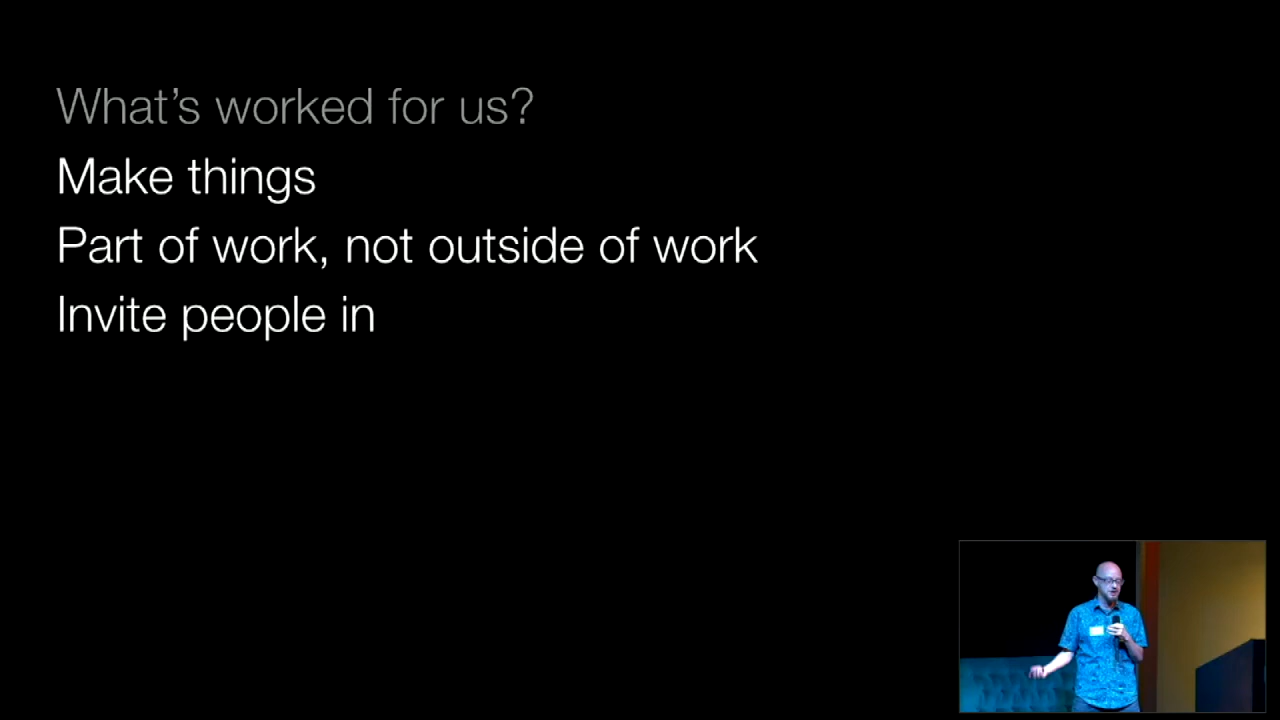 What’s worked for us?
Make things
Part of work, not outside of work
Invite people in